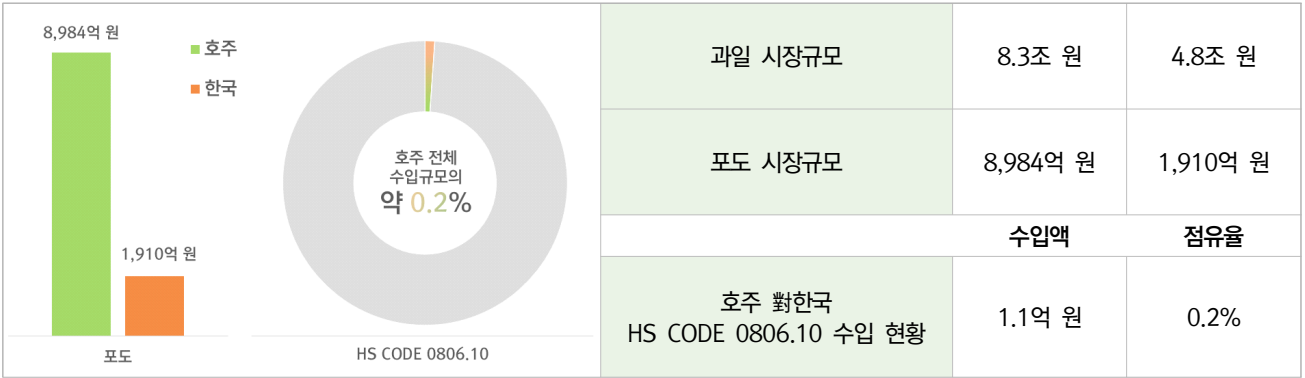 8,984억 원
호주
한국
1,910억 원
포도
호주 전체
수입규모의
약 0.2%
HS CODE 0806.10
과일 시장규모 8.3조 원 4.8조 원
포도 시장규모 8,984억 원 1,910억 원
수입액 점유율
호주 對한국
HS CODE 0806.10 수입 현황 1.1억 원 0.2%